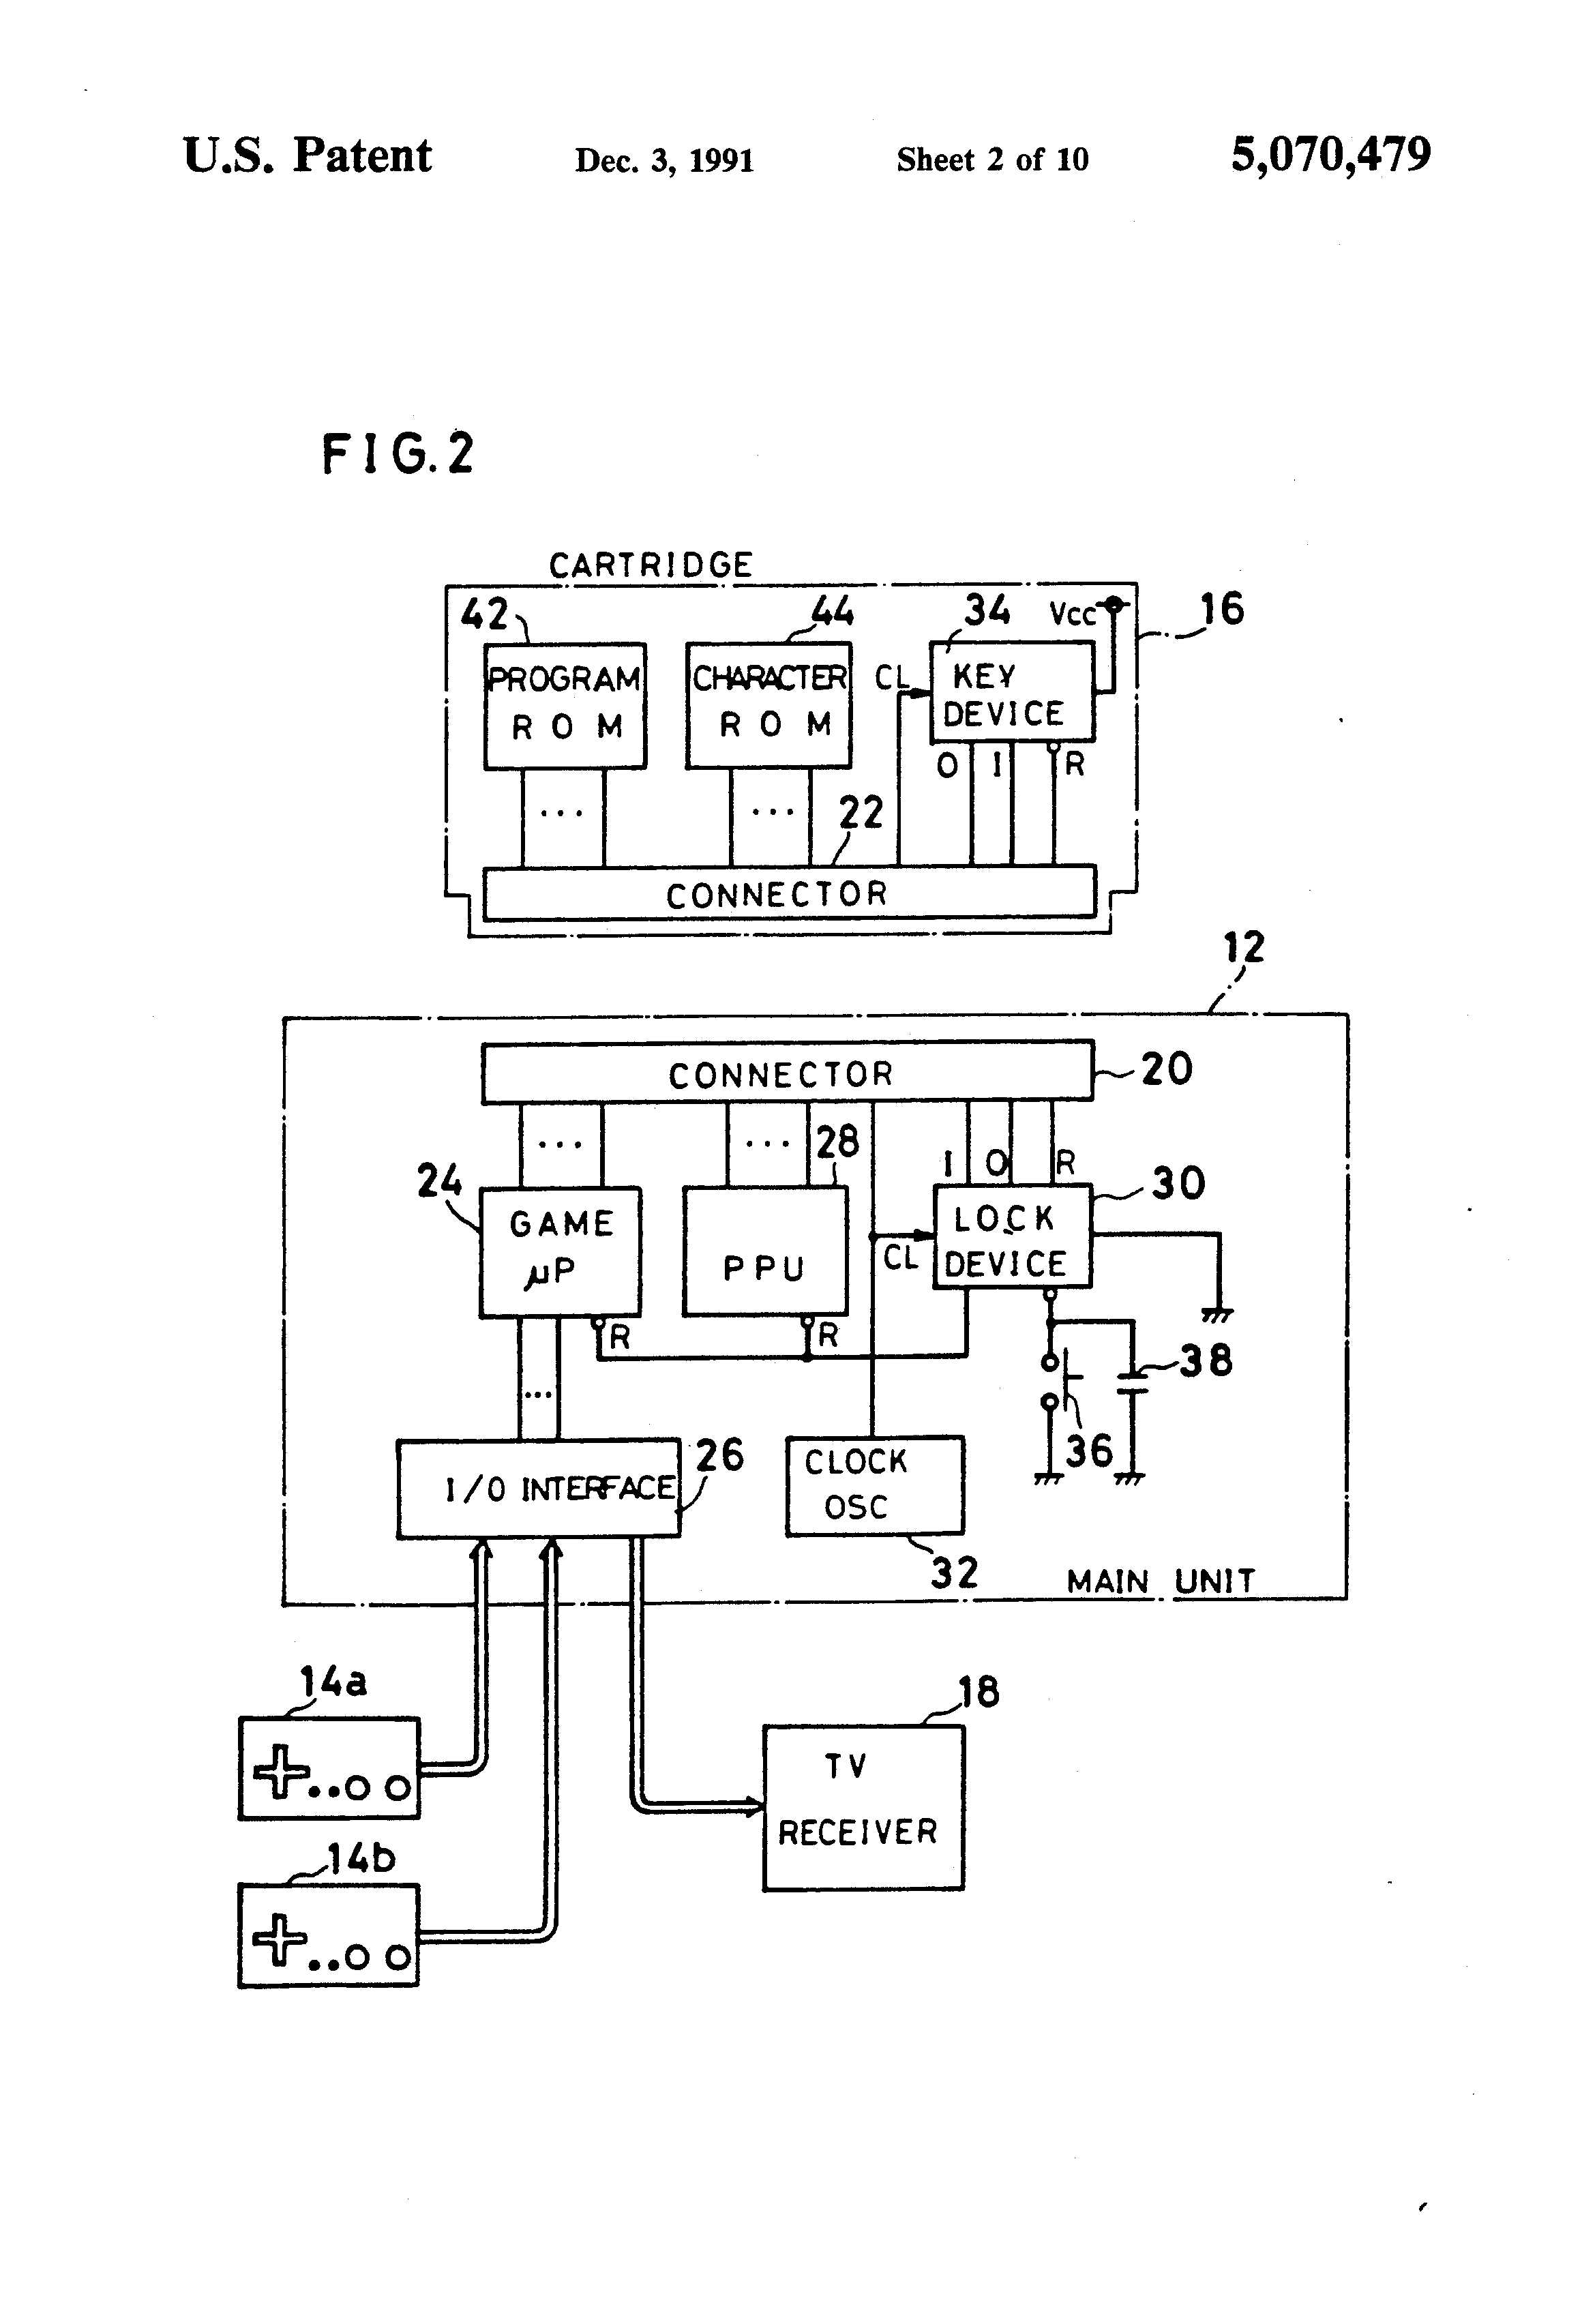 U.S. Patent Dec. 3, 1991 Sheet 2 of 10 5,070,479
FIG.2
CARTRIDGE
42 44 34 Vcc 16
PROGRAM ROM
CHARACTER ROM
CL KEY DEVICE
O I R
22
CONNECTOR
12
CONNECTOR 20
28
I O R
24 30
GAME µP
PPU
CL LOCK DEVICE
R R
38
36
I/O INTERFACE 26
CLOCK OSC
32
MAIN UNIT
14a
18
TV RECEIVER
14b